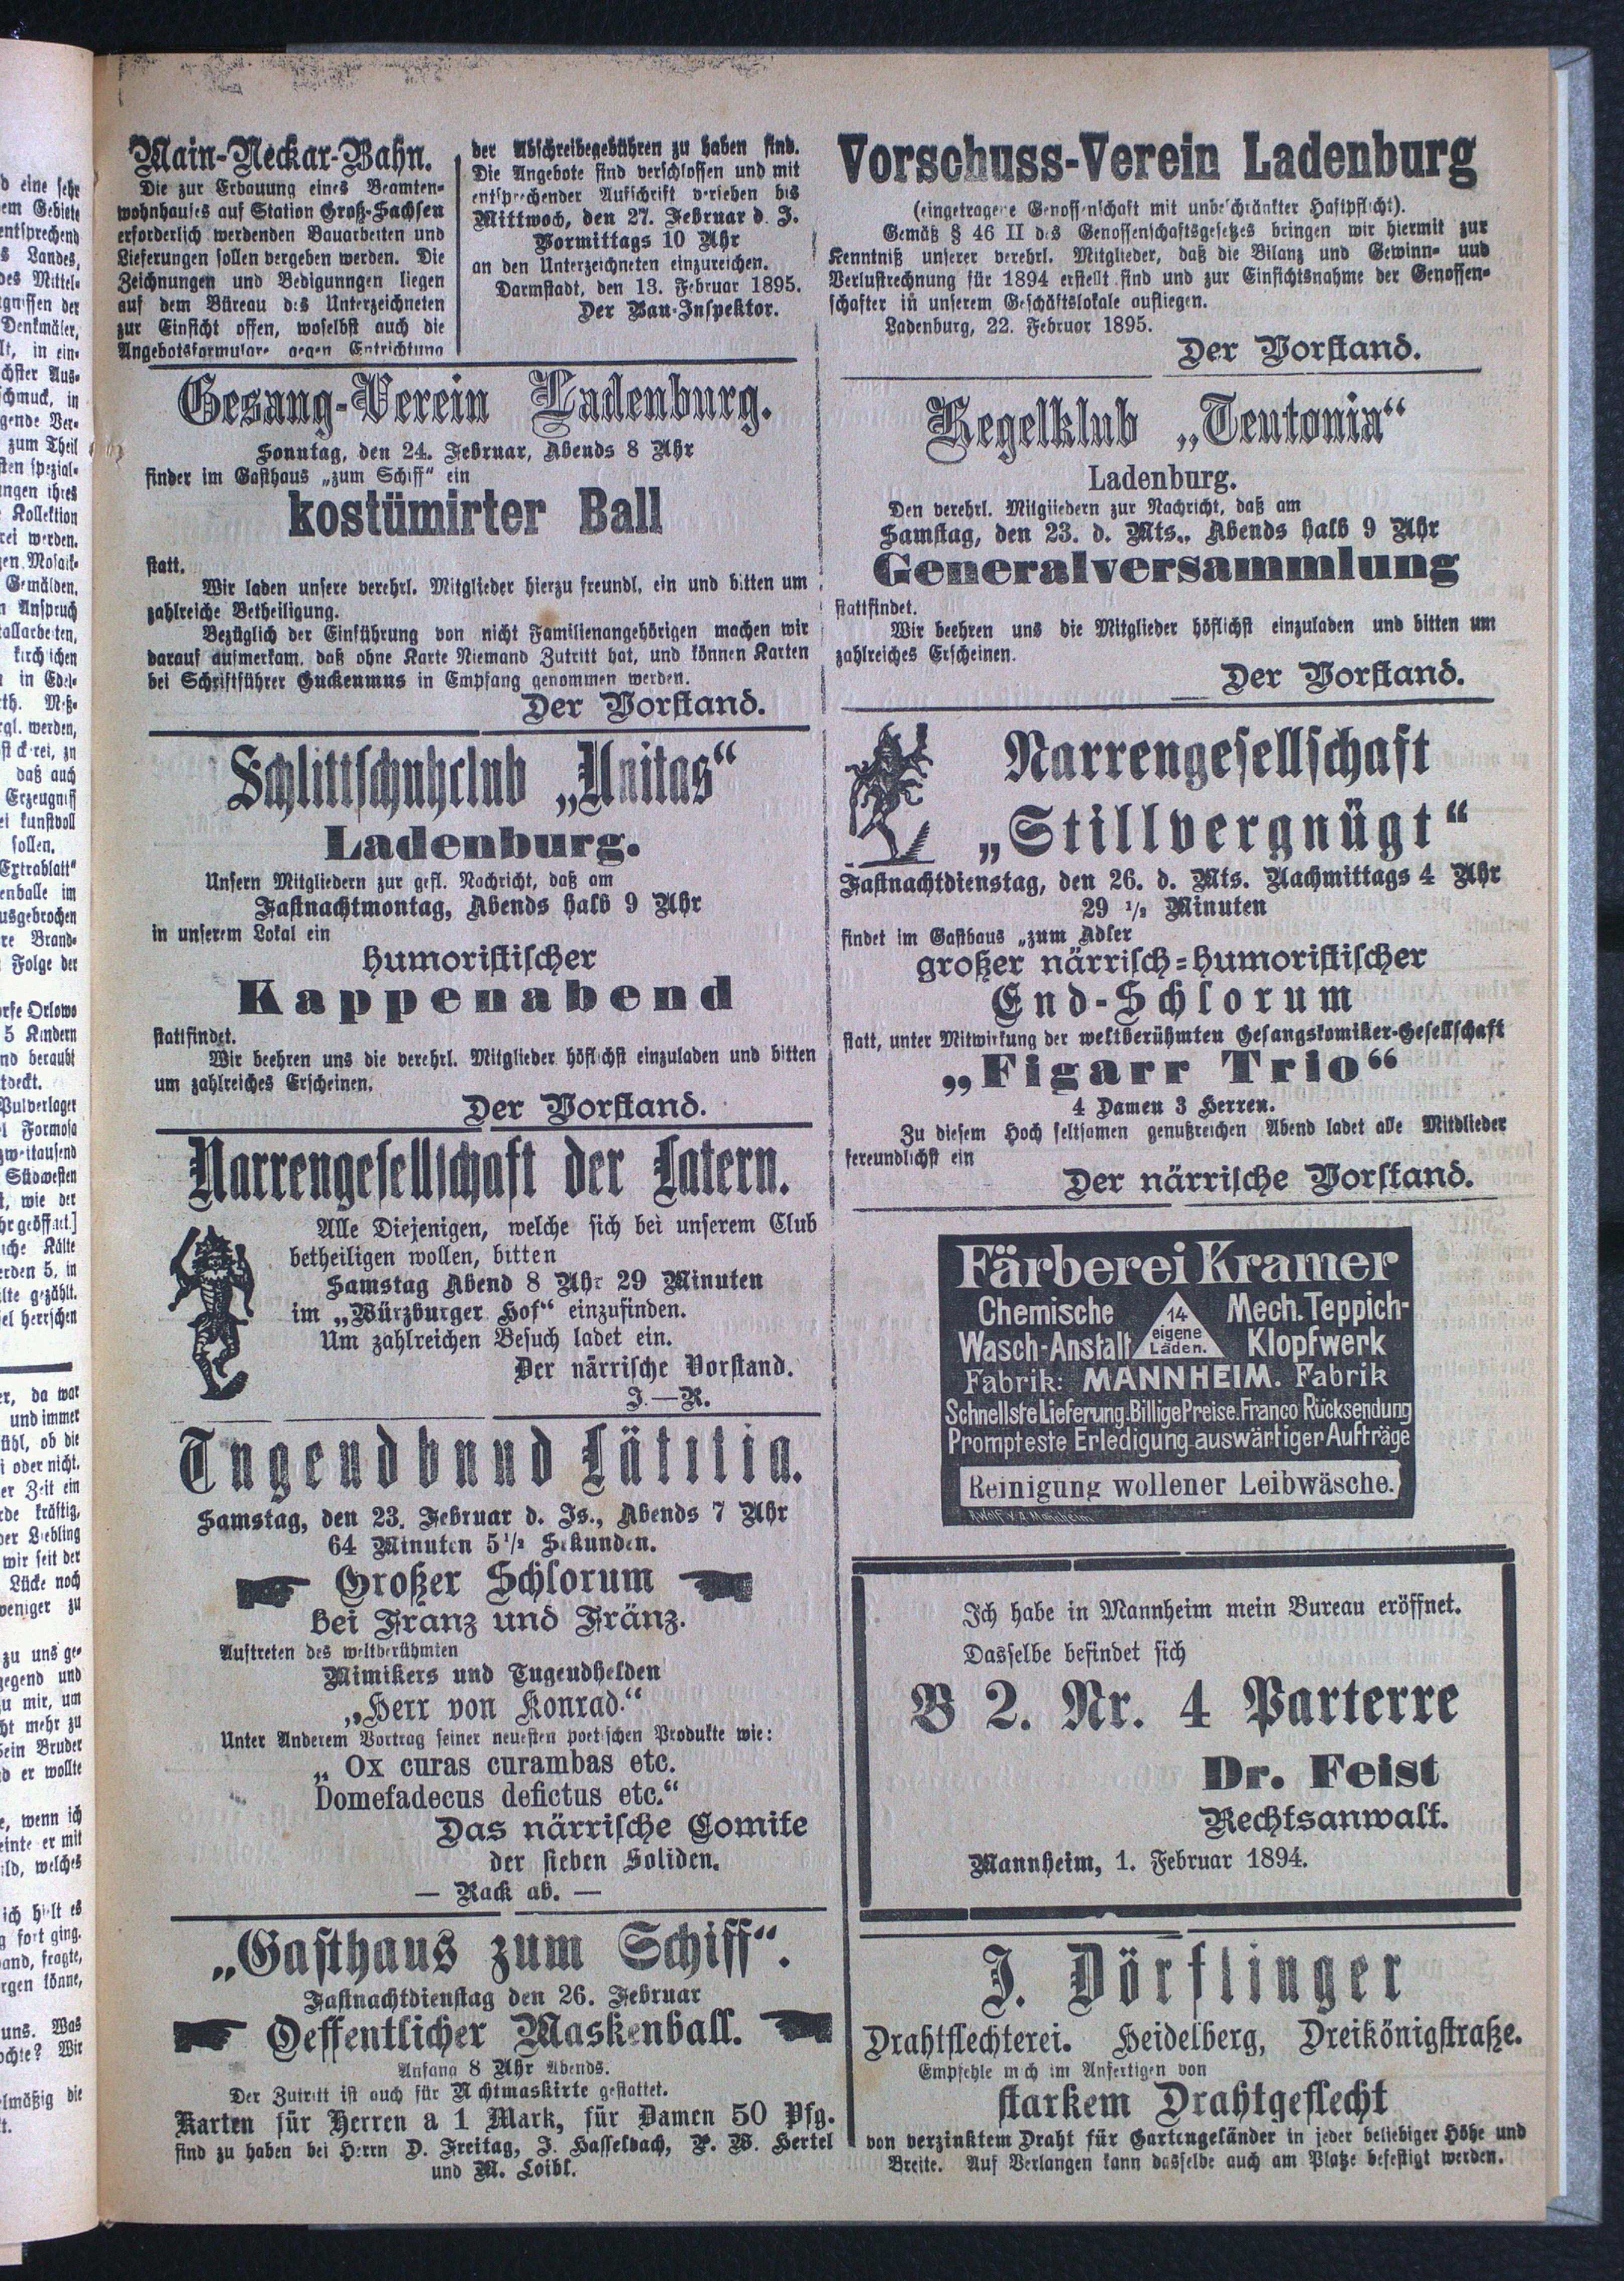 Main-Neckar-Bahn.
Die zur Erbauung eines Beamten-
wohnhauses auf Station Groß-Sachsen
erforderlich werdenden Bauarbeiten und
Lieferungen sollen vergeben werden. Die
Zeichnungen und Bedigungen liegen
auf dem Büreau des Unterzeichneten
zur Einsicht offen, woselbst auch die
Angebotsformulare gegen Entrichtung
der Abschreibegebühren zu haben sind.
Die Angebote sind verschlossen und mit
entsprechender Aufschrift versehen bis
Mittwoch, den 27. Februar d. J.
Vormittags 10 Uhr
an den Unterzeichneten einzureichen.
Darmstadt, den 13. Februar 1895.
Der Bau-Inspektor.
Gesang-Verein Ladenburg.
Sonntag, den 24. Februar, Abends 8 Uhr
findet im Gasthaus „zum Schiff“ ein
kostümirter Ball
statt.
Wir laden unsere verehrl. Mitglieder hierzu freundl. ein und bitten um
zahlreiche Betheiligung.
Bezüglich der Einführung von nicht Familienangehörigen machen wir
darauf aufmerkam, daß ohne Karte Niemand Zutritt hat, und können Karten
bei Schriftführer Guckenmus in Empfang genommen werden.
Der Vorstand.
Schlittschuhclub „Unitas“
Ladenburg.
Unsern Mitgliedern zur gefl. Nachricht, daß am
Fastnachtmontag, Abends halb 9 Uhr
in unserem Lokal ein
humoristischer
Kappenabend
stattfindet.
Wir beehren uns die verehrl. Mitglieder höflichst einzuladen und bitten
um zahlreiches Erscheinen.
Der Vorstand.
Narrengesellschaft der Latern.
Alle Diejenigen, welche sich bei unserem Club
betheiligen wollen, bitten
Samstag Abend 8 Uhr 29 Minuten
im „Würzburger Hof“ einzufinden.
Um zahlreichen Besuch ladet ein.
Der närrische Vorstand.
J.—R.
Tugendbund Lätitia.
Samstag, den 23. Februar d. Js., Abends 7 Uhr
64 Minuten 5 1/2 Sekunden.
Großer Schlorum
bei Franz und Fränz.
Auftreten des weltberühmten
Mimikers und Tugendhelden
„Herr von Konrad.“
Unter Anderem Vortrag seiner neuesten poetischen Produkte wie:
„Ox curas curambas etc.
Domefadecus defictus etc.“
Das närrische Comite
der sieben Soliden.
— Rack ab. —
„Gasthaus zum Schiff“.
Fastnachtdienstag den 26. Februar
Oeffentlicher Maskenball.
Anfang 8 Uhr Abends.
Der Zutritt ist auch für Nichtmaskirte gestattet.
Karten für Herren a 1 Mark, für Damen 50 Pfg.
sind zu haben bei Herrn D. Freitag, J. Hasselbach, P. W. Hertel
und M. Loibl.
Vorschuss-Verein Ladenburg
(eingetragene Genossenschaft mit unbeschränkter Haftpflicht).
Gemäß § 46 II des Genossenschaftsgesetzes bringen wir hiermit zur
Kenntniß unserer verehrl. Mitglieder, daß die Bilanz und Gewinn- und
Verlustrechnung für 1894 erstellt sind und zur Einsichtsnahme der Genossen-
schafter in unserem Geschäftslokale aufliegen.
Ladenburg, 22. Februar 1895.
Der Vorstand.
Kegelklub „Teutonia“
Ladenburg.
Den verehrl. Mitgliedern zur Nachricht, daß am
Samstag, den 23. d. Mts., Abends halb 9 Uhr
Generalversammlung
stattfindet.
Wir beehren uns die Mitglieder höflichst einzuladen und bitten um
zahlreiches Erscheinen.
Der Vorstand.
Narrengesellschaft
„Stillvergnügt“
Fastnachtdienstag, den 26. d. Mts. Nachmittags 4 Uhr
29 1/2 Minuten
findet im Gasthaus „zum Adler
großer närrisch-humoristischer
End-Schlorum
statt, unter Mitwirkung der weltberühmten Gesangskomiker-Gesellschaft
„Figarr Trio“
4 Damen 3 Herren.
Zu diesem Hoch seltsamen genußreichen Abend ladet alle Mitblieder
fereundlichst ein
Der närrische Vorstand.
Färberei Kramer
Chemische
Wasch-Anstalt
14
eigene
Läden.
Mech. Teppich-
Klopfwerk
Fabrik: MANNHEIM. Fabrik
Schnellste Lieferung. Billige Preise. Franco Rücksendung
Prompteste Erledigung auswärtiger Aufträge
Reinigung wollener Leibwäsche.
Ich habe in Mannheim mein Bureau eröffnet.
Dasselbe befindet sich
B 2. Nr. 4 Parterre
Dr. Feist
Rechtsanwalt.
Mannheim, 1. Februar 1894.
J. Dörflinger
Drahtflechterei. Heidelberg, Dreikönigstraße.
Empfehle mich im Anfertigen von
starkem Drahtgeflecht
von verzinktem Draht für Gartengeländer in jeder beliebiger Höhe und
Breite. Auf Verlangen kann dasselbe auch am Platze befestigt werden.